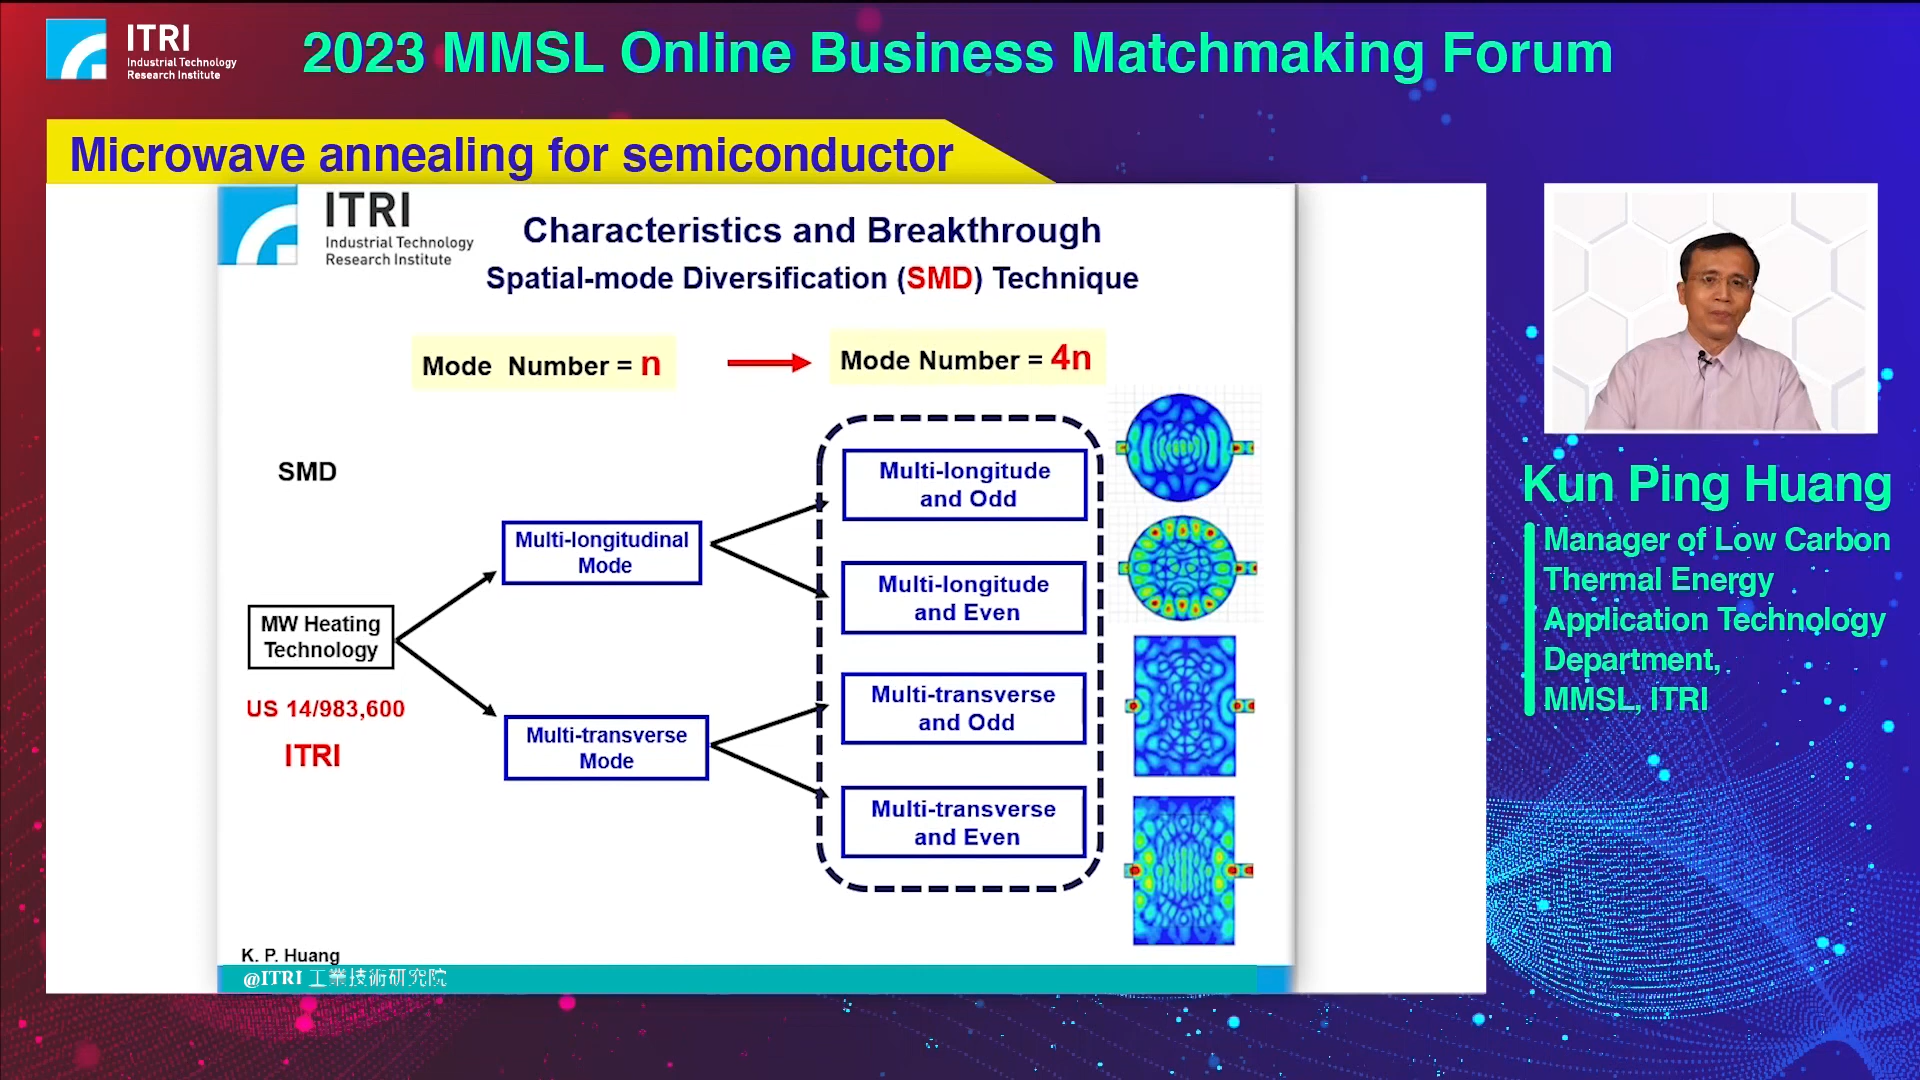 ITRI
Industrial Technology
Research Institute
2023 MMSL Online Business Matchmaking Forum
Microwave annealing for semiconductor
ITRI
Industrial Technology
Research Institute
Characteristics and Breakthrough
Spatial-mode Diversification (SMD) Technique
Mode Number = n
Mode Number = 4n
SMD
MW Heating
Technology
US 14/983,600
ITRI
Multi-longitudinal
Mode
Multi-transverse
Mode
Multi-longitude
and Odd
Multi-longitude
and Even
Multi-transverse
and Odd
Multi-transverse
and Even
K. P. Huang
@ITRI 工業技術研究院
Kun Ping Huang
Manager of Low Carbon
Thermal Energy
Application Technology
Department,
MMSL, ITRI